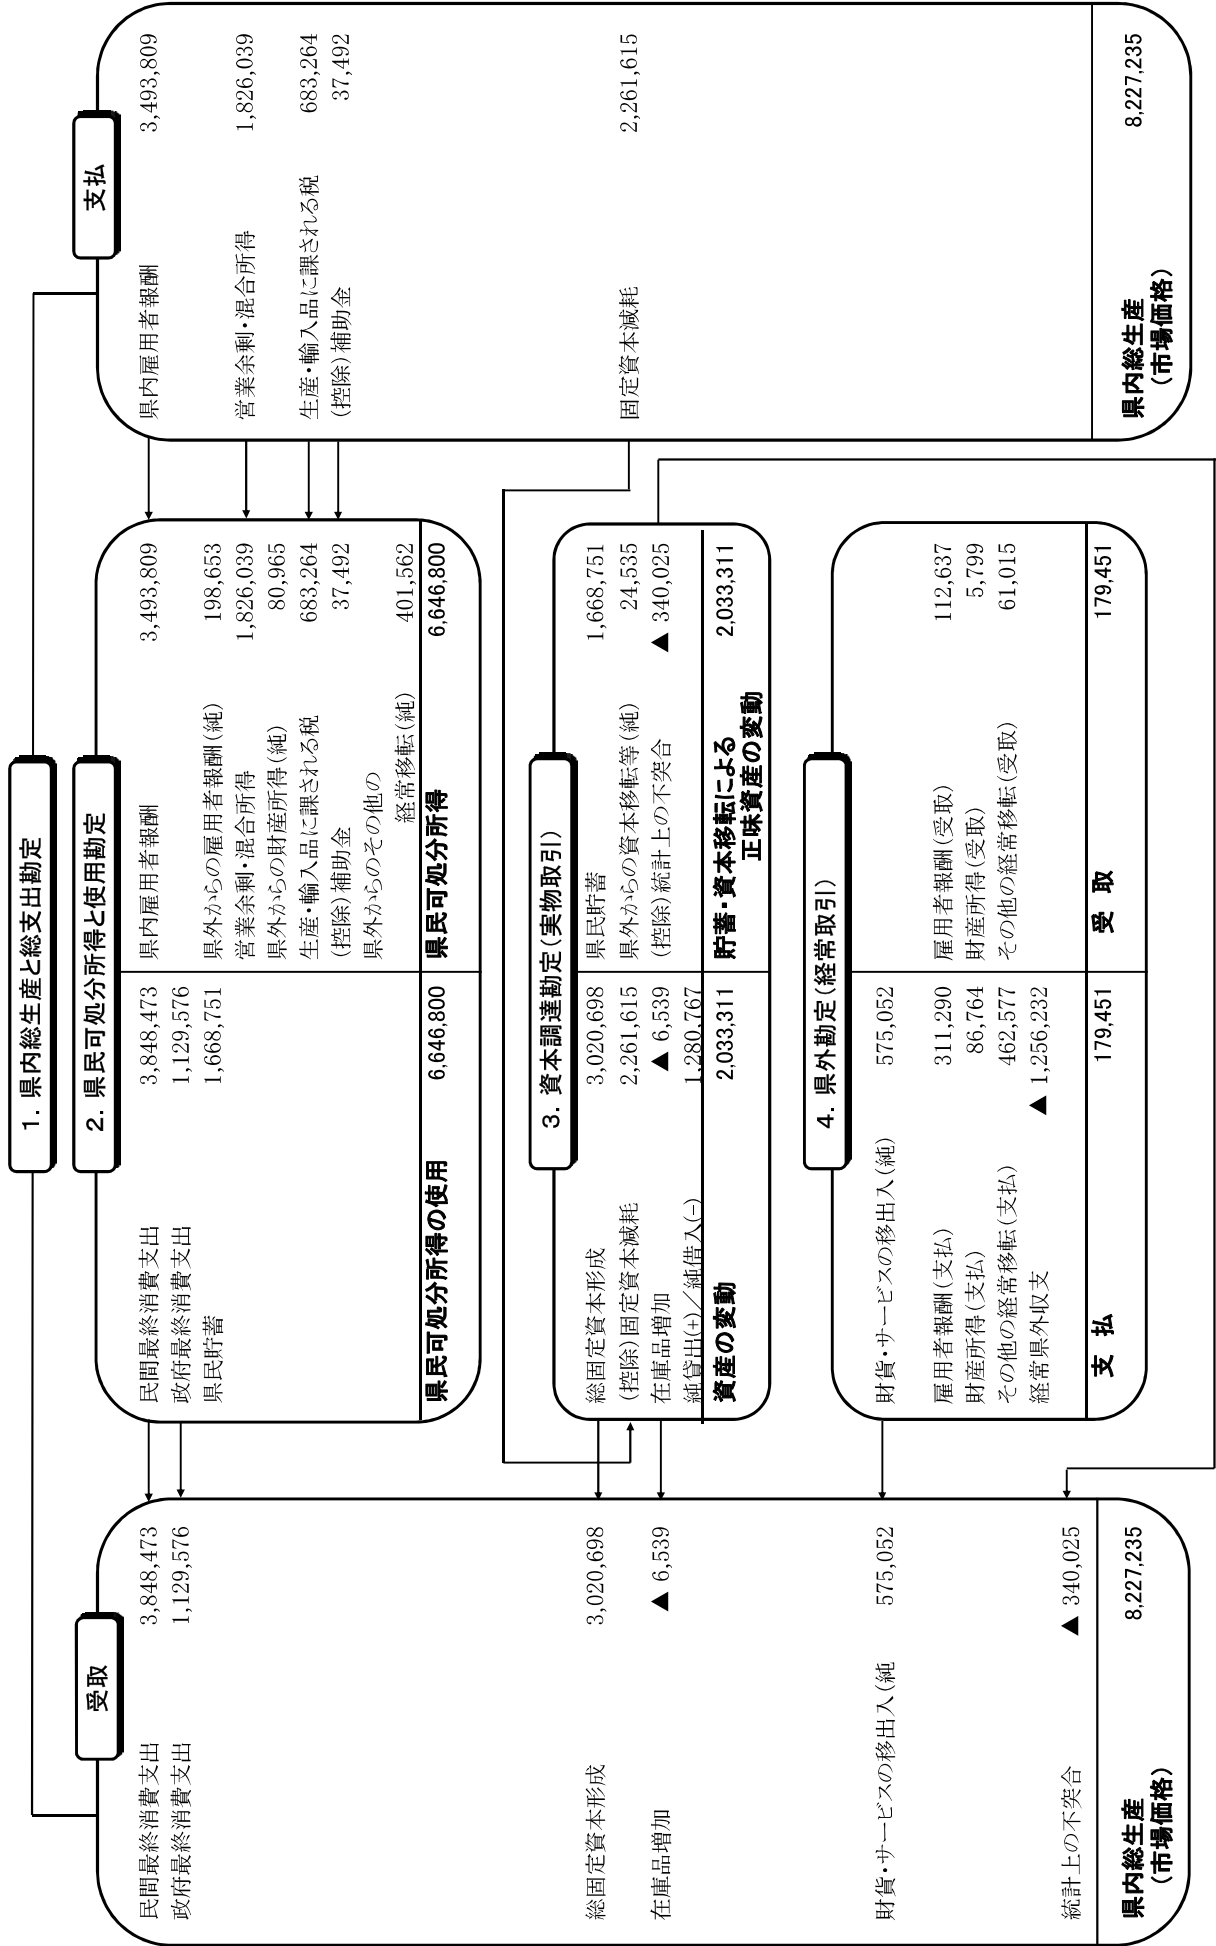 1. 県内総生産と総支出勘定
受取
民間最終消費支出 3,848,473
政府最終消費支出 1,129,576
総固定資本形成 3,020,698
在庫品増加 ▲ 6,539
財貨・サービスの移出入(純 575,052
統計上の不突合 ▲ 340,025
県内総生産 8,227,235
(市場価格)
2. 県民可処分所得と使用勘定
民間最終消費支出 3,848,473
政府最終消費支出 1,129,576
県民貯蓄 1,668,751
県民可処分所得の使用 6,646,800
県内雇用者報酬 3,493,809
県外からの雇用者報酬(純) 198,653
営業余剰・混合所得 1,826,039
県外からの財産所得(純) 80,965
生産・輸入品に課される税 683,264
(控除)補助金 37,492
県外からのその他の
経常移転(純) 401,562
県民可処分所得 6,646,800
3. 資本調達勘定(実物取引)
総固定資本形成 3,020,698
(控除)固定資本減耗 2,261,615
在庫品増加 ▲ 6,539
純貸出(+)/純借入(-) 1,280,767
資産の変動 2,033,311
県民貯蓄 1,668,751
県外からの資本移転等(純) 24,535
(控除)統計上の不突合 ▲ 340,025
貯蓄・資本移転による 2,033,311
正味資産の変動
4. 県外勘定(経常取引)
財貨・サービスの移出入(純) 575,052
雇用者報酬(支払) 311,290
財産所得(支払) 86,764
その他の経常移転(支払) 462,577
経常県外収支 ▲ 1,256,232
支 払 179,451
雇用者報酬(受取) 112,637
財産所得(受取) 5,799
その他の経常移転(受取) 61,015
受 取 179,451
支払
県内雇用者報酬 3,493,809
営業余剰・混合所得 1,826,039
生産・輸入品に課される税 683,264
(控除)補助金 37,492
固定資本減耗 2,261,615
県内総生産 8,227,235
(市場価格)